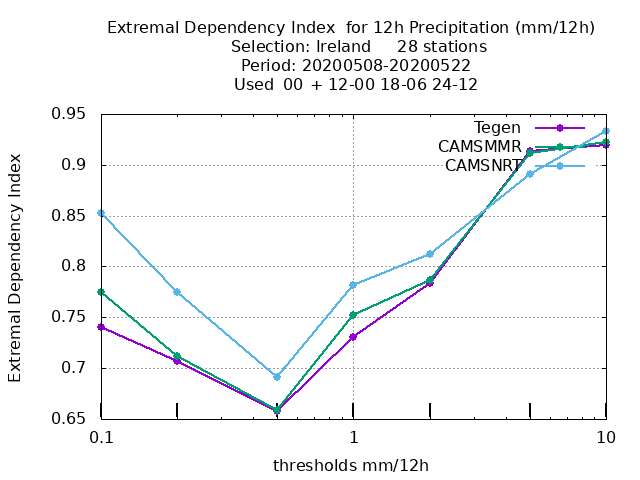 Extremal Dependency Index  for 12h Precipitation (mm/12h)
Selection: Ireland     28 stations
Period: 20200508-20200522
Used  00  + 12-00 18-06 24-12
0.95
0.9
0.85
0.8
0.75
0.7
0.65
Extremal Dependency Index
Tegen
CAMSMMR
CAMSNRT
0.1
1
10
thresholds mm/12h